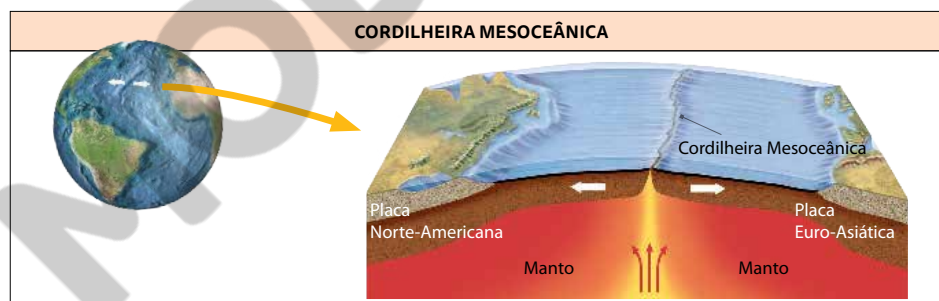 CORDILHEIRA MESOCEÂNICA
Cordilheira Mesoceânica
Placa
Norte-Americana
Placa
Euro-Asiática
Manto
Manto